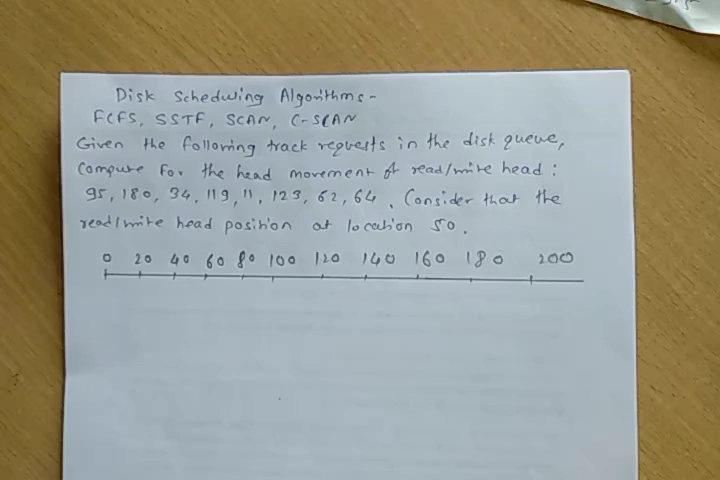 Disk Scheduling Algorithms-
FCFS, SSTF, SCAN, C-SCAN
Given the following track requests in the disk queue,
Compute For the head movement of read/write head :
95, 180, 34, 119, 11, 123, 62, 64. Consider that the
read/write head position at location 50.
0 20 40 60 80 100 120 140 160 180 200